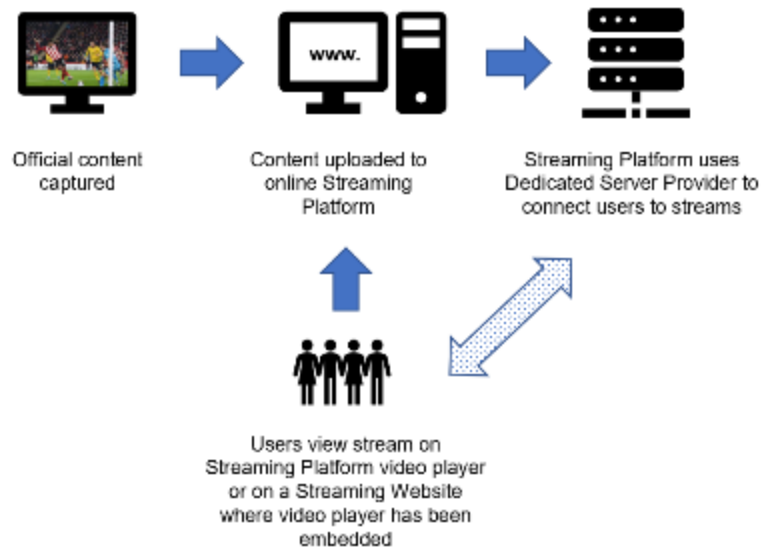 Official content
captured
www.
Content uploaded to
online Streaming
Platform
Streaming Platform uses
Dedicated Server Provider to
connect users to streams
Users view stream on
Streaming Platform video player
or on a Streaming Website
where video player has been
embedded